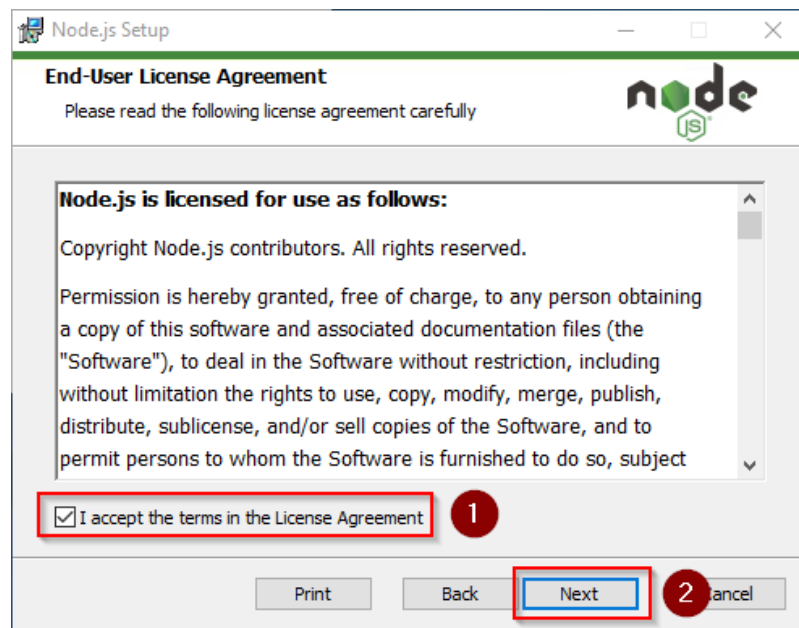 Node.js Setup
End-User License Agreement
Please read the following license agreement carefully
node
JS
Node.js is licensed for use as follows:
Copyright Node.js contributors. All rights reserved.
Permission is hereby granted, free of charge, to any person obtaining
a copy of this software and associated documentation files (the
"Software"), to deal in the Software without restriction, including
without limitation the rights to use, copy, modify, merge, publish,
distribute, sublicense, and/or sell copies of the Software, and to
permit persons to whom the Software is furnished to do so, subject
I accept the terms in the License Agreement 1
Print Back Next 2 ancel